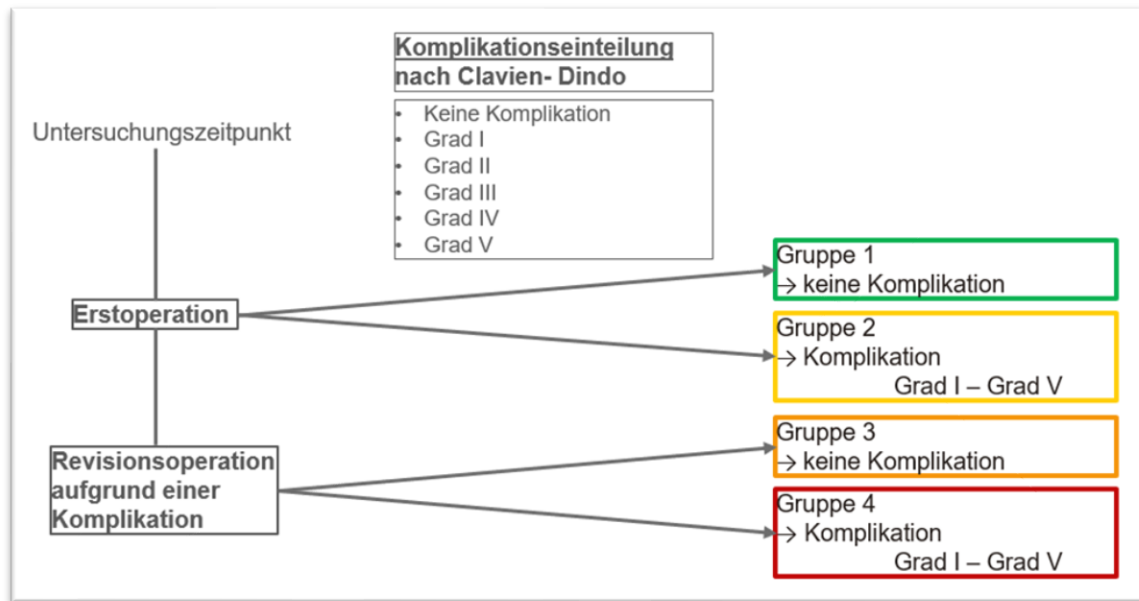 Komplikationseinteilung
nach Clavien- Dindo
• Keine Komplikation
• Grad I
• Grad II
• Grad III
• Grad IV
• Grad V
Untersuchungszeitpunkt
Erstoperation
Revisionsoperation
aufgrund einer
Komplikation
Gruppe 1
→ keine Komplikation
Gruppe 2
→ Komplikation
Grad I – Grad V
Gruppe 3
→ keine Komplikation
Gruppe 4
→ Komplikation
Grad I – Grad V